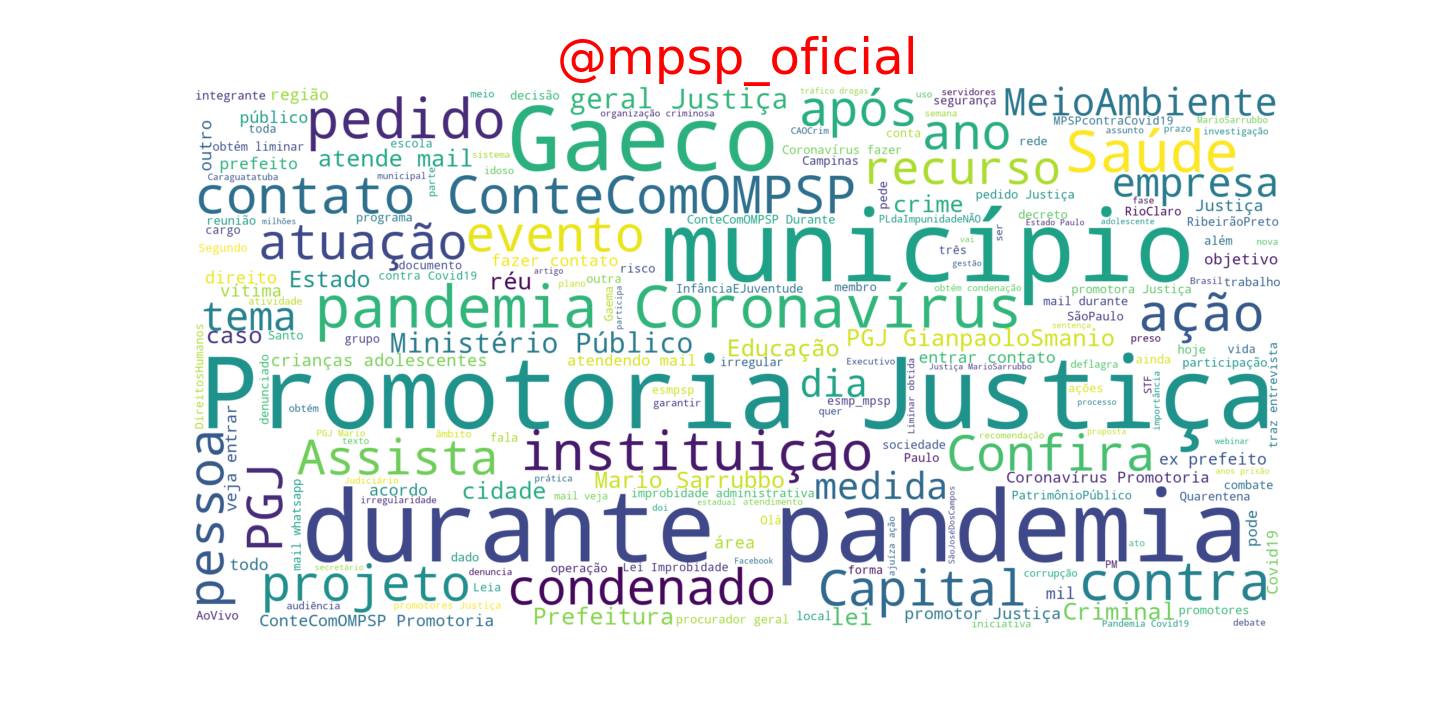 @mpsp_oficial
integrante
região
meio
decisão
geral Justiça
tráfico drogas
uso
servidores
segurança
MeioAmbiente
público
toda
outro
obtém liminar
pedido
Gaeco
organização criminosa
CAOCrim
após
conta
semana
ano
MPSPcontraCovid19
MarioSarrubbo
assunto
prazo
investigação
rede
prefeito
atende mail
escola
sistema
idoso
Coronavírus fazer
Campinas
recurso
Saúde
Caraguatatuba
municipal
parte
contato
ConteComOMPSP
pede
crime
pedido Justiça
fase
empresa
reunião
milhões
programa
ConteComOMPSP Durante
PLdaImpunidadeNÃO
decreto
Estado Paulo
RioClaro
adolescente
Justiça
RibeirãoPreto
cargo
Segundo
atuação
evento
município
ser
vai
gestão
três
além
nova
objetivo
documento
fazer contato
direito
Estado
contra Covid19
réu
artigo
risco
plano
outra
InfânciaEJuventude
membro
obtém condenação
promotora Justiça
Brasil
trabalho
vítima
atividade
tema
pandemia Coronavírus
Gaema
participa
mail durante
SãoPaulo
sentença
ação
caso
Santo
grupo
Ministério Público
Educação
PGJ GianpaoloSmanio
preso
DireitosHumanos
crianças adolescentes
atendendo mail
irregular
Executivo
entrar contato
Justiça MarioSarrubbo
deflagra
ainda
hoje
vida
participação
denunciado
Promotoria Justiça
obtém
esmpsp
garantir
dia
esmp_mpsp
quer
Liminar obtida
ações
processo
STF
importância
traz entrevista
pessoa
veja entrar
PGJ
PGJ Mario
texto
âmbito
fala
Assista
instituição
sociedade
Paulo
Confira
recomendação
proposta
webinar
ex prefeito
Judiciário
acordo
irregularidade
cidade
prática
mail veja
Mario Sarrubbo
improbidade administrativa
estadual atendimento
doi
medida
Coronavírus Promotoria
anos prisão
combate
PatrimônioPúblico
Quarentena
mail whatsapp
durante pandemia
Olá
área
ajuíza ação
SãoJoséDosCampos
ato
pode
Covid19
todo
secretário
dado
denuncia
operação
Lei Improbidade
Facebook
forma
corrupção
PM
projeto
Leia
condenado
Capital
mil
contra
AoVivo
audiência
promotores Justiça
ConteComOMPSP Promotoria
Prefeitura
procurador geral
local
lei
promotor Justiça
iniciativa
Criminal
promotores
Pandemia Covid19
debate